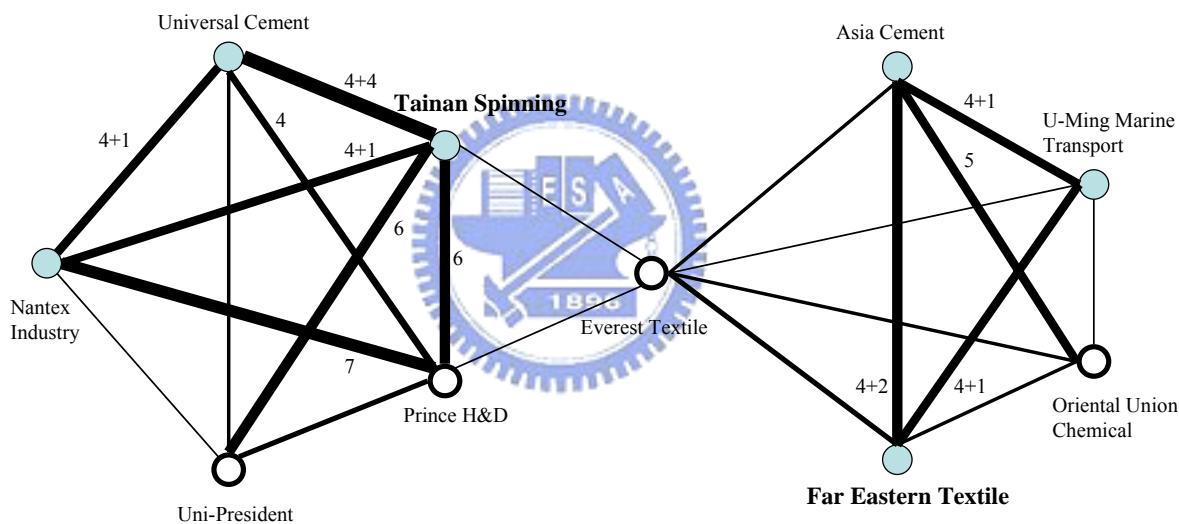 Universal Cement
Asia Cement
4+4
Tainan Spinning
4+1
U-Ming Marine
Transport
4+1
4
4+1
5
E S A
6
6
1896
Nantex
Industry
Everest Textile
7
4+2
4+1
Prince H&D
Oriental Union
Chemical
Uni-President
Far Eastern Textile